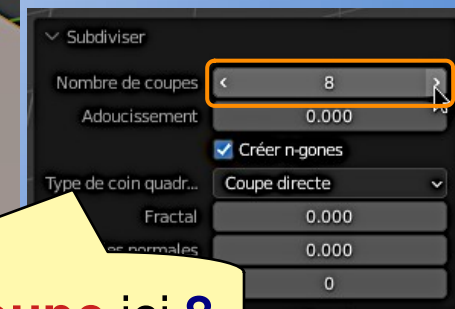 Subdiviser
Nombre de coupes 8
Adoucissement 0.000
Créer n-gones
Type de coin quadr... Coupe directe
Fractal 0.000
normales 0.000
0
ici 8